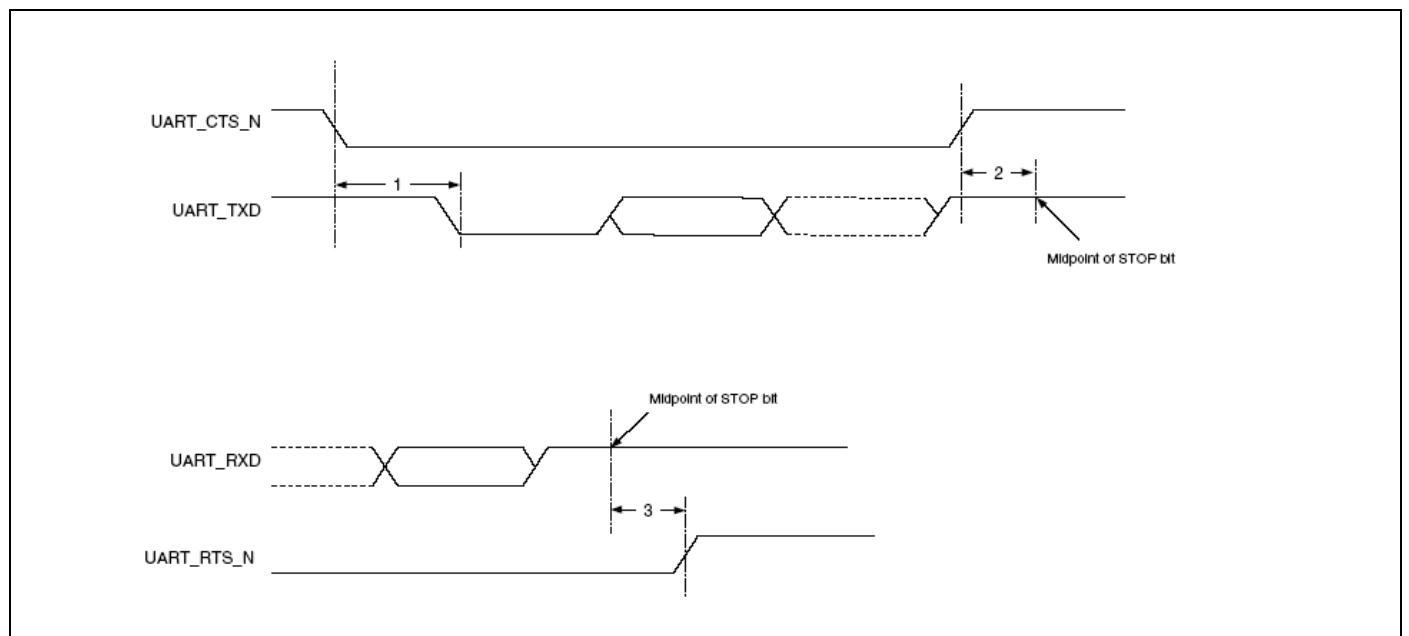 UART_CTS_N
1
2
UART_TXD
Midpoint of STOP bit
Midpoint of STOP bit
UART_RXD
3
UART_RTS_N